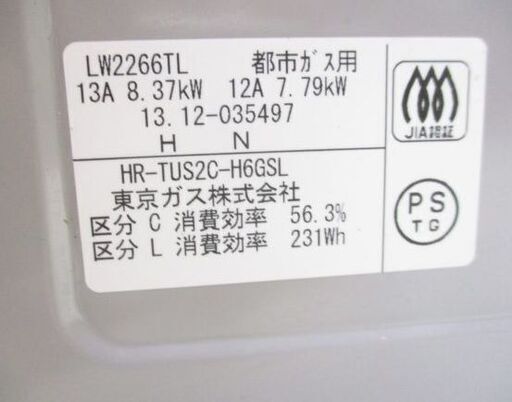 LW2266TL 都市ガス用
13A 8.37kW 12A 7.79kW
13.12-035497
H N
HR-TUS2C-H6GSL
東京ガス株式会社
区分 C 消費効率 56.3%
区分 L 消費効率 231Wh
JIA認証
PS
TG